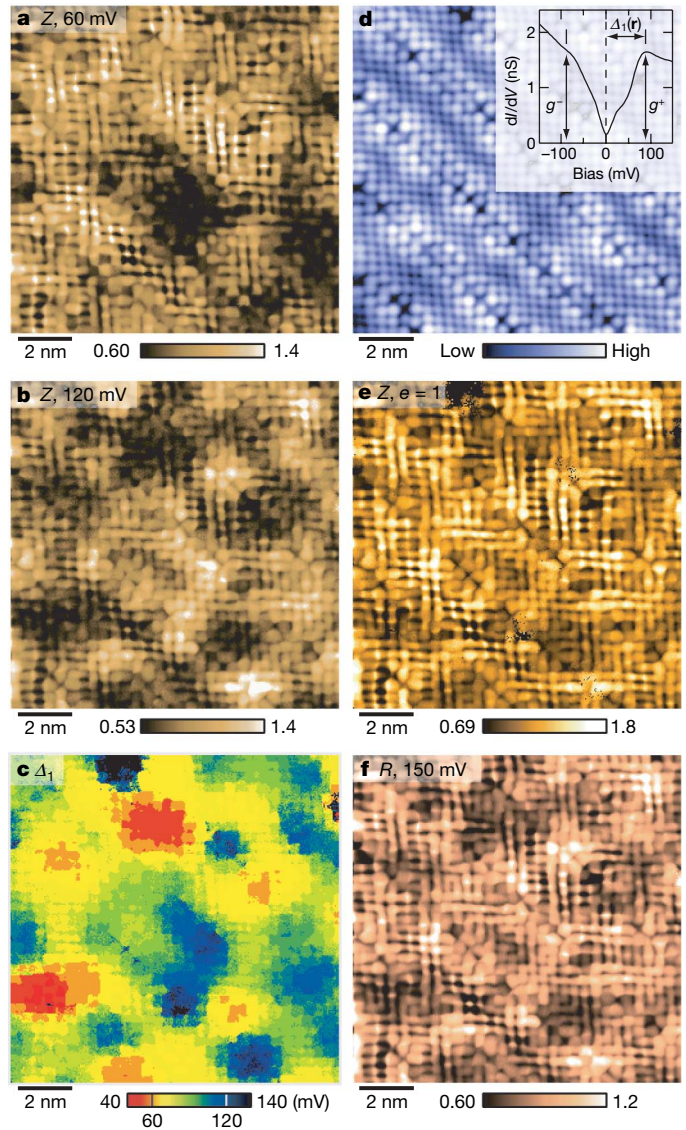 a Z, 60 mV
2 nm 0.60 1.4
d
Δ₁(r)
dI/dV (nS)
2
1
0
g⁻
g⁺
−100 0 100
Bias (mV)
2 nm Low High
b Z, 120 mV
2 nm 0.53 1.4
e Z, e = 1
2 nm 0.69 1.8
c Δ₁
2 nm 40 140 (mV)
60 120
f R, 150 mV
2 nm 0.60 1.2